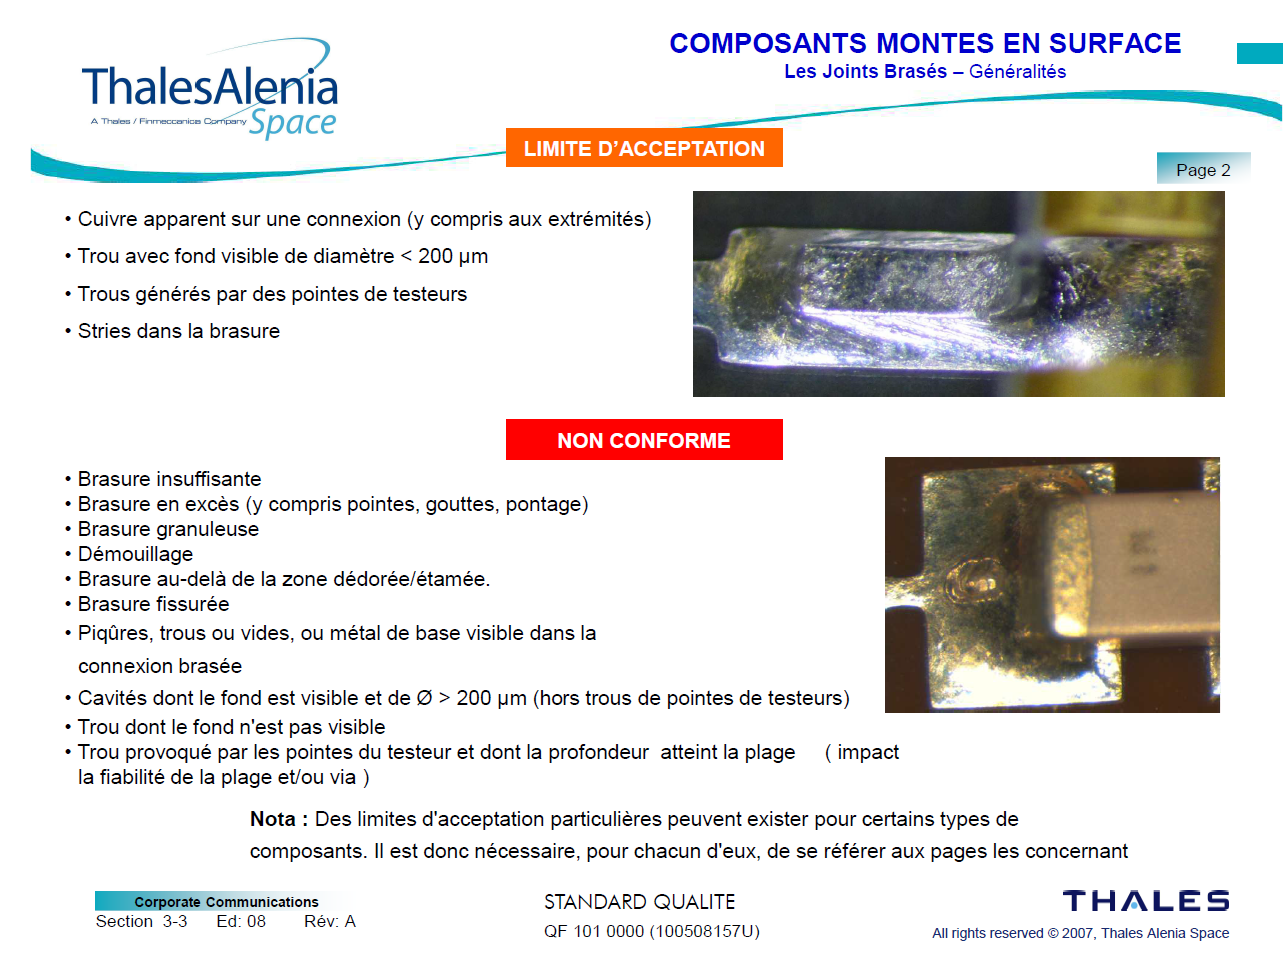 COMPOSANTS MONTES EN SURFACE
Les Joints Brasés – Généralités
ThalesAlenia
A Thales / Finmeccanica Company
Space
LIMITE D’ACCEPTATION
Page 2
• Cuivre apparent sur une connexion (y compris aux extrémités)
• Trou avec fond visible de diamètre < 200 µm
• Trous générés par des pointes de testeurs
• Stries dans la brasure
NON CONFORME
• Brasure insuffisante
• Brasure en excès (y compris pointes, gouttes, pontage)
• Brasure granuleuse
• Démouillage
• Brasure au-delà de la zone dédorée/étamée.
• Brasure fissurée
• Piqûres, trous ou vides, ou métal de base visible dans la
connexion brasée
• Cavités dont le fond est visible et de Ø > 200 µm (hors trous de pointes de testeurs)
• Trou dont le fond n'est pas visible
• Trou provoqué par les pointes du testeur et dont la profondeur atteint la plage ( impact
la fiabilité de la plage et/ou via )
Nota : Des limites d'acceptation particulières peuvent exister pour certains types de
composants. Il est donc nécessaire, pour chacun d'eux, de se référer aux pages les concernant
Corporate Communications
Section 3-3 Ed: 08 Rév: A
STANDARD QUALITE
QF 101 0000 (100508157U)
THALES
All rights reserved © 2007, Thales Alenia Space